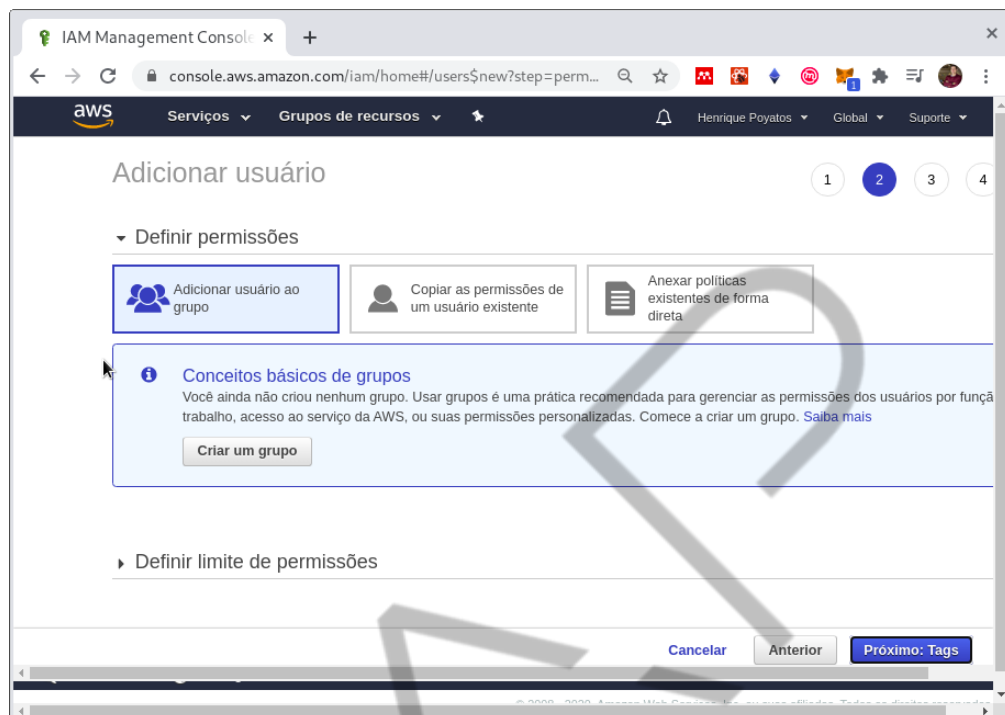 IAM Management Console
console.aws.amazon.com/iam/home#/users$new?step=perm...
1
aws
Serviços
Grupos de recursos
Henrique Poyatos
Global
Suporte
Adicionar usuário
1
2
3
4
Definir permissões
Adicionar usuário ao
grupo
Copiar as permissões de
um usuário existente
Anexar políticas
existentes de forma
direta
Conceitos básicos de grupos
Você ainda não criou nenhum grupo. Usar grupos é uma prática recomendada para gerenciar as permissões dos usuários por funçã
trabalho, acesso ao serviço da AWS, ou suas permissões personalizadas. Comece a criar um grupo. Saiba mais
Criar um grupo
Definir limite de permissões
Cancelar
Anterior
Próximo: Tags